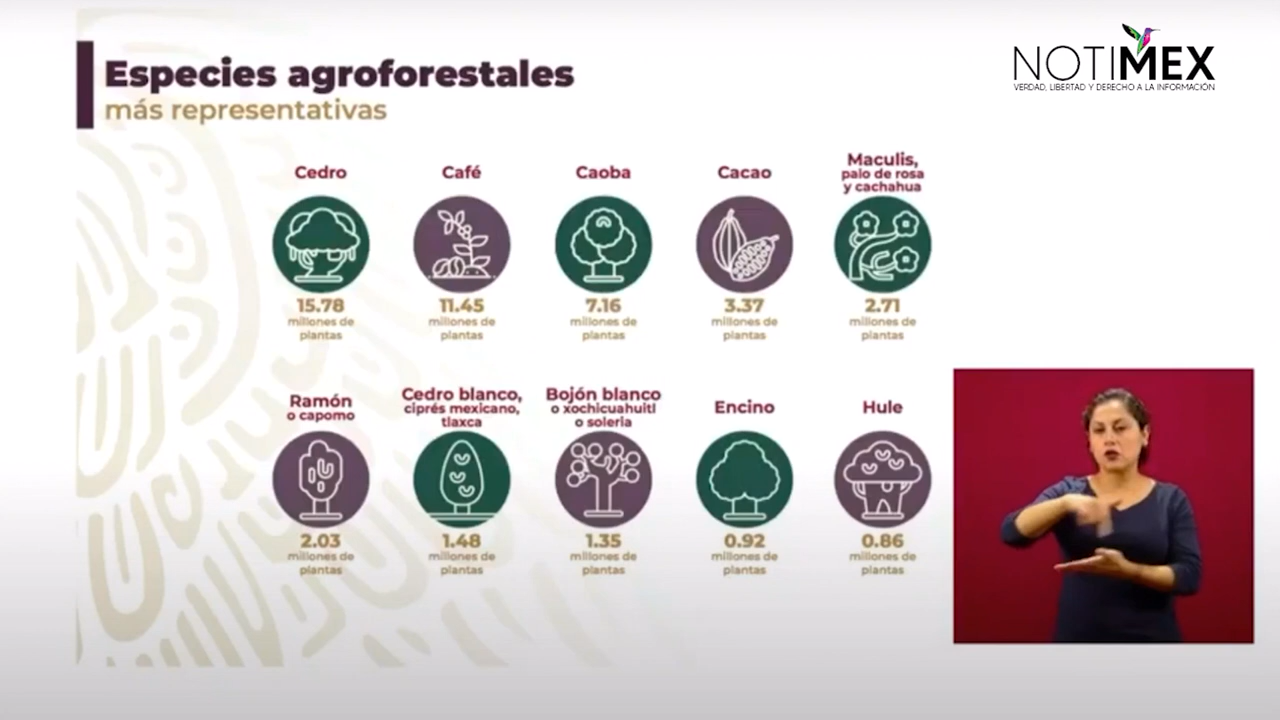 Especies agroforestales
más representativas
NOTIMEX
VERDAD, LIBERTAD Y DERECHO A LA INFORMACIÓN
Cedro
Café
Caoba
Cacao
Maculis,
palo de rosa
y cachahua
15.78
millones de
plantas
11.45
millones de
plantas
7.16
millones de
plantas
3.37
millones de
plantas
2.71
millones de
plantas
Ramón
o capomo
Cedro blanco,
ciprés mexicano,
tlaxca
Bojón blanco
o xochicuahuitl
o soleria
Encino
Hule
2.03
millones de
plantas
1.48
millones de
plantas
1.35
millones de
plantas
0.92
millones de
plantas
0.86
millones de
plantas